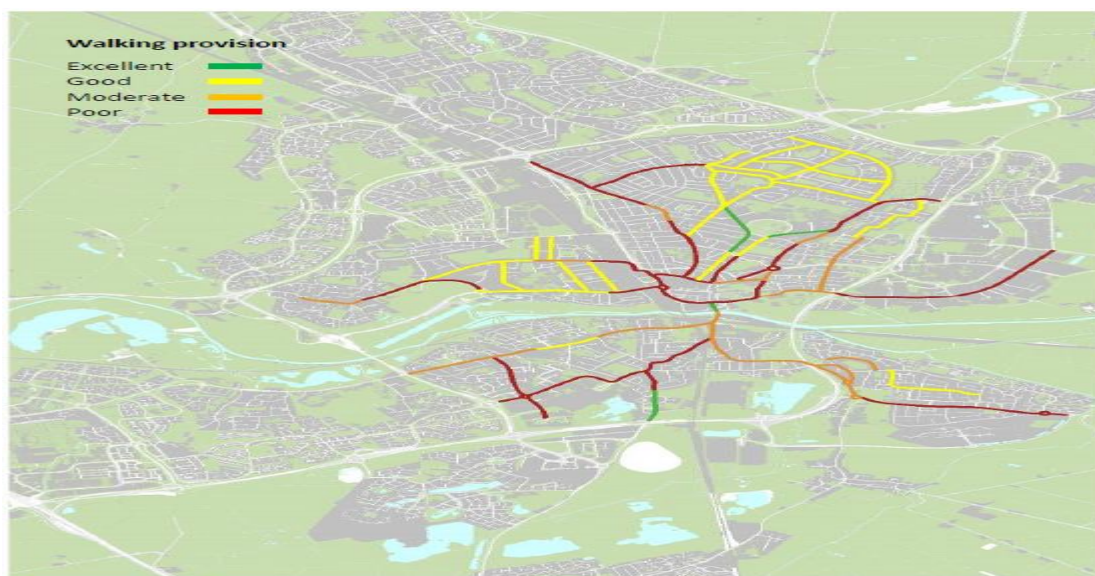 Walking provision
Excellent
Good
Moderate
Poor